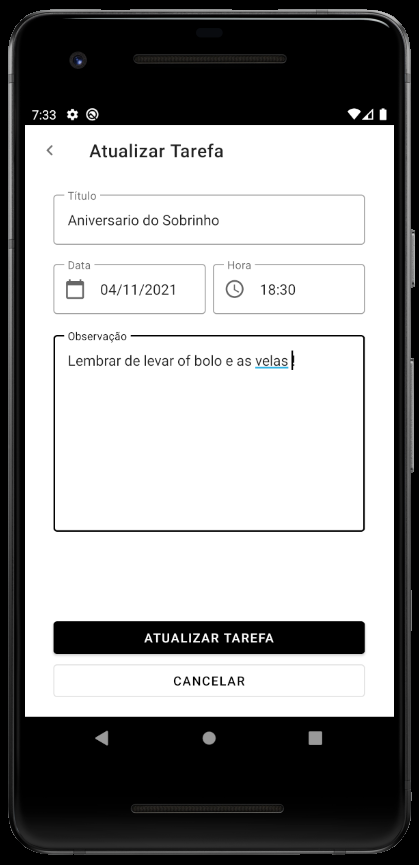 7:33
Atualizar Tarefa
Título
Aniversario do Sobrinho
Data
Hora
04/11/2021
18:30
Observação
Lembrar de levar of bolo e as velas !
ATUALIZAR TAREFA
CANCELAR